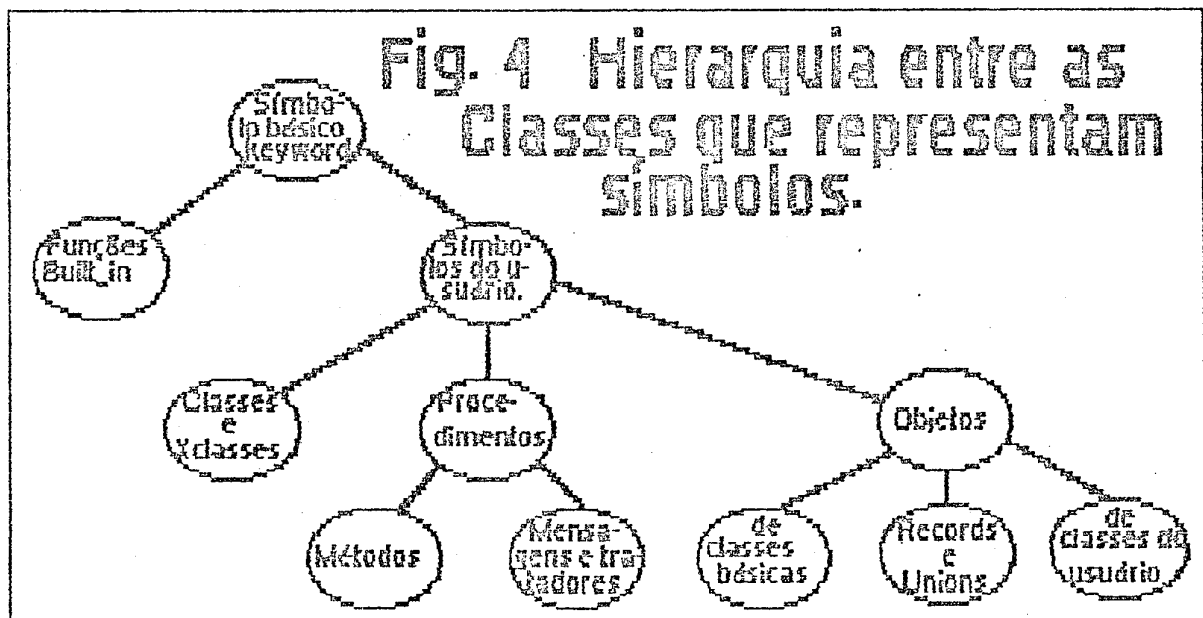 Fig. 4 Hierarquia entre as
Classes que representam
símbolos.
Símbo-
lo básico
keyword
Funções
Built_in
Símbo-
los do u-
suário.
Classes
e
Xclasses
Proce-
dimentos
Objetos
Métodos
Mensa-
gens e tra-
tadores
de
classes
básicas
Records
e
Unions
de
classes do
usuário